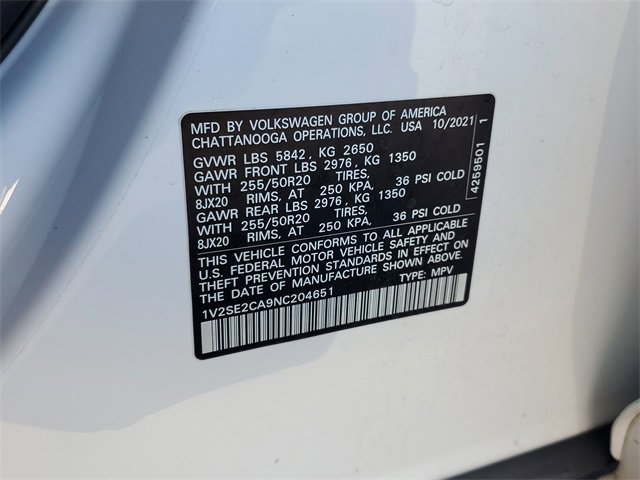 MFD BY VOLKSWAGEN GROUP OF AMERICA
CHATTANOOGA OPERATIONS, LLC. USA 10/2021
GVWR LBS 5842, KG 2650
GAWR FRONT LBS 2976, KG 1350
WITH 255/50R20 TIRES,
8JX20 RIMS, AT 250 KPA, 36 PSI COLD
GAWR REAR LBS 2976, KG 1350
WITH 255/50R20 TIRES,
8JX20 RIMS, AT 250 KPA, 36 PSI COLD
THIS VEHICLE CONFORMS TO ALL APPLICABLE
U.S. FEDERAL MOTOR VEHICLE SAFETY AND
THEFT PREVENTION STANDARDS IN EFFECT ON
THE DATE OF MANUFACTURE SHOWN ABOVE.
1V2SE2CA9NC204651 TYPE: MPV
4259501 1